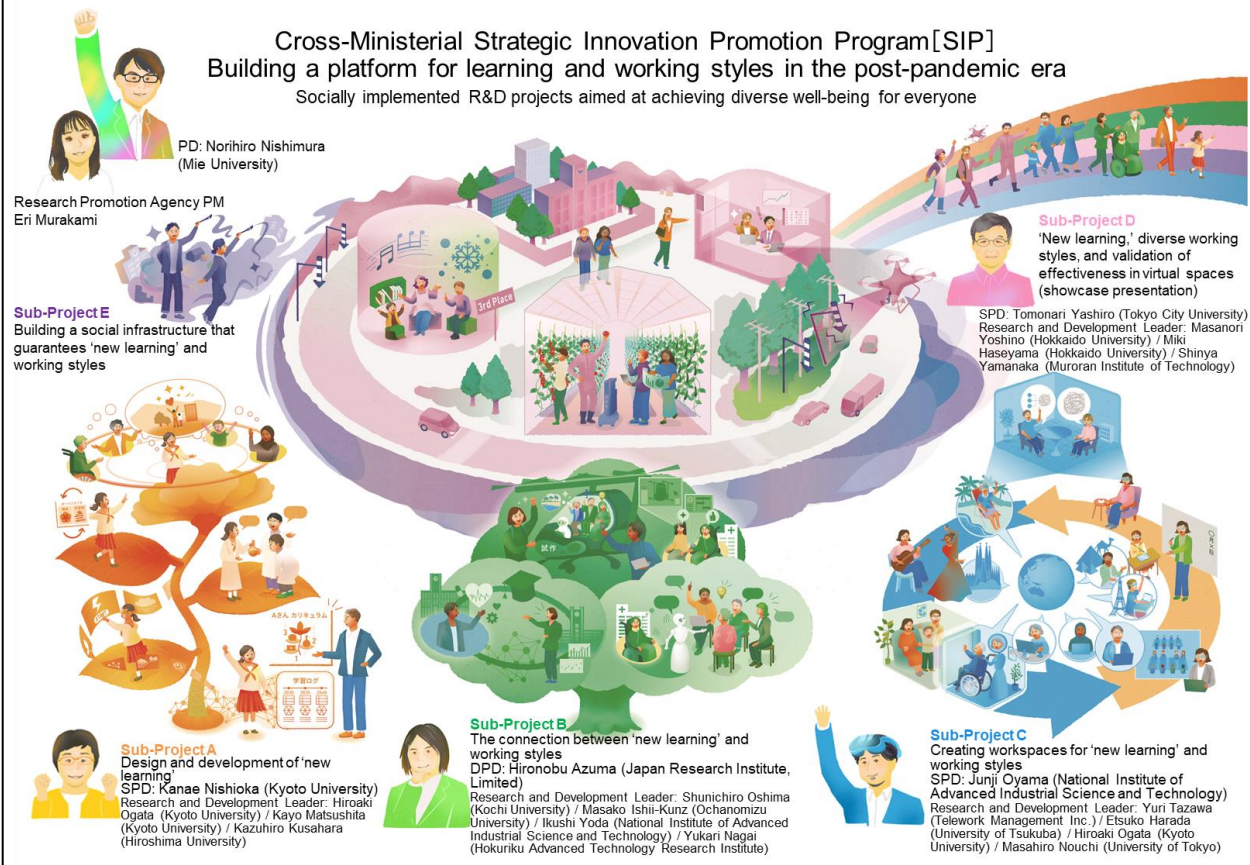 Cross-Ministerial Strategic Innovation Promotion Program[SIP]
Building a platform for learning and working styles in the post-pandemic era
Socially implemented R&D projects aimed at achieving diverse well-being for everyone
PD: Norihiro Nishimura
(Mie University)
Research Promotion Agency PM
Eri Murakami
3rd Place
Sub-Project D
‘New learning,’ diverse working
styles, and validation of
effectiveness in virtual spaces
(showcase presentation)
SPD: Tomonari Yashiro (Tokyo City University)
Research and Development Leader: Masanori
Yoshino (Hokkaido University) / Miki
Haseyama (Hokkaido University) / Shinya
Yamanaka (Muroran Institute of Technology)
Sub-Project E
Building a social infrastructure that
guarantees ‘new learning’ and
working styles
Aさん カリキュラム
3
2
1
学習ログ
試作
Sub-Project A
Design and development of ‘new
learning’
SPD: Kanae Nishioka (Kyoto University)
Research and Development Leader: Hiroaki
Ogata (Kyoto University) / Kayo Matsushita
(Kyoto University) / Kazuhiro Kusahara
(Hiroshima University)
Sub-Project B
The connection between ‘new learning’ and
working styles
DPD: Hironobu Azuma (Japan Research Institute,
Limited)
Research and Development Leader: Shunichiro Oshima
(Kochi University) / Masako Ishii-Kunz (Ochanomizu
University) / Ikushi Yoda (National Institute of Advanced
Industrial Science and Technology) / Yukari Nagai
(Hokuriku Advanced Technology Research Institute)
Sub-Project C
Creating workspaces for ‘new learning’ and
working styles
SPD: Junji Oyama (National Institute of
Advanced Industrial Science and Technology)
Research and Development Leader: Yuri Tazawa
(Telework Management Inc.) / Etsuko Harada
(University of Tsukuba) / Hiroaki Ogata (Kyoto
University) / Masahiro Nouchi (University of Tokyo)